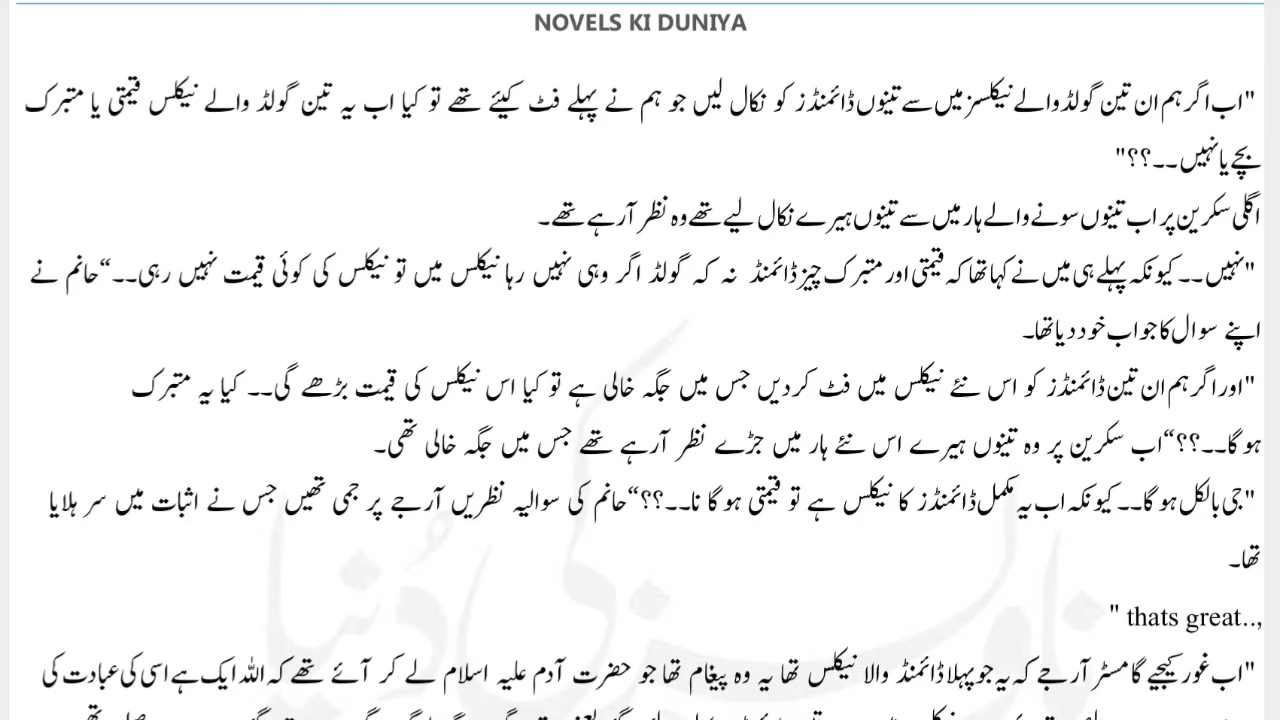 NOVELS KI DUNIYA
"اب اگر ہم ان تین گولڈ والے نیکلسز میں سے تینوں ڈائمنڈز کو نکال لیں جو ہم نے پہلے فٹ کیئے تھے تو کیا اب یہ تین گولڈ والے نیکلس قیمتی یا متبرک
بچے یا نہیں۔۔؟؟"
اگلی سکرین پر اب تینوں سونے والے ہار میں سے تینوں ہیرے نکال لیے تھے وہ نظر آرہے تھے۔
"نہیں۔۔ کیونکہ پہلے ہی میں نے کہا تھا کہ قیمتی اور متبرک چیز ڈائمنڈ نہ کہ گولڈ اگر وہی نہیں رہا نیکلس میں تو نیکلس کی کوئی قیمت نہیں رہی۔۔“ حانم نے
اپنے سوال کا جواب خود دیا تھا۔
"اور اگر ہم ان تین ڈائمنڈز کو اس نئے نیکلس میں فٹ کردیں جس میں جگہ خالی ہے تو کیا اس نیکلس کی قیمت بڑھے گی۔۔ کیا یہ متبرک
ہو گا۔۔؟؟“ اب سکرین پر وہ تینوں ہیرے اس نئے ہار میں جڑے نظر آرہے تھے جس میں جگہ خالی تھی۔
"جی بالکل ہو گا۔۔ کیونکہ اب یہ مکمل ڈائمنڈز کا نیکلس ہے تو قیمتی ہو گا نا۔۔؟؟“ حانم کی سوالیہ نظریں آرجے پر جمی تھیں جس نے اثبات میں سر ہلایا
تھا۔
" thats great..,
"اب غور کیجیے گا مسٹر آرجے کہ یہ جو پہلا ڈائمنڈ والا نیکلس تھا یہ وہ پیغام تھا جو حضرت آدم علیہ اسلام لے کر آئے تھے کہ اللہ ایک ہے اسی کی عبادت کی